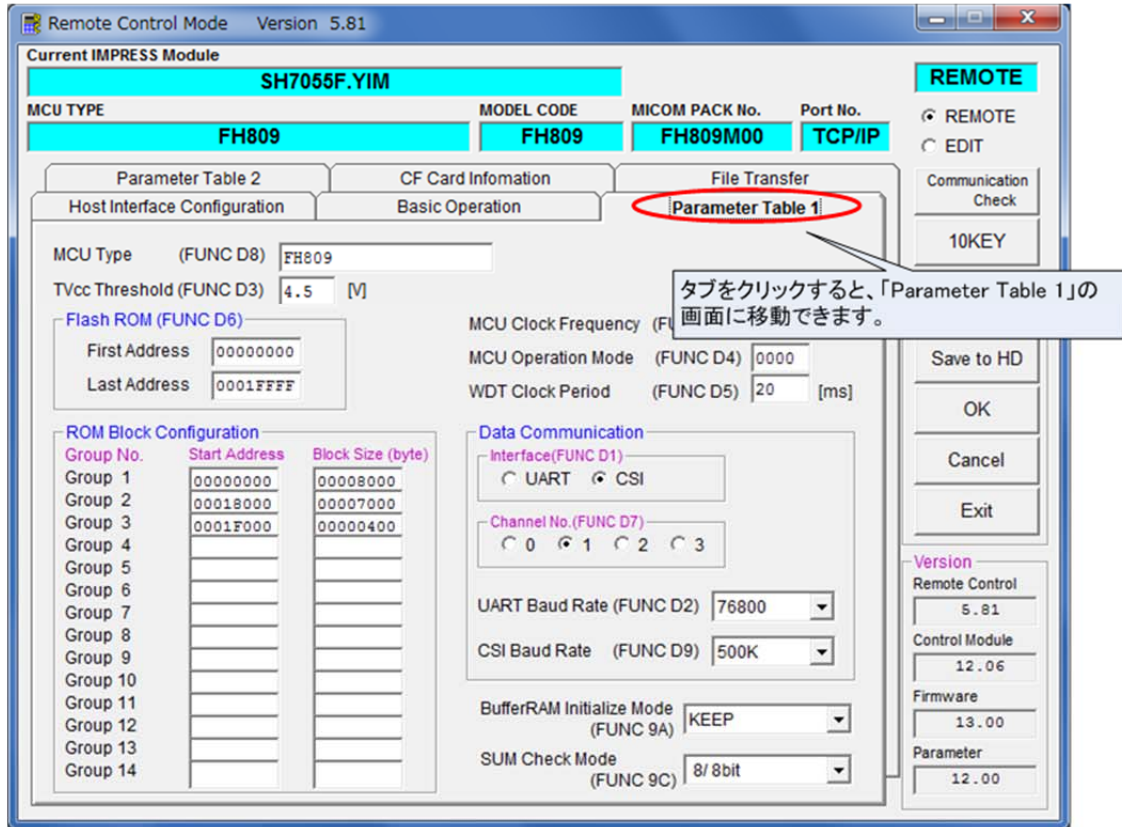 Remote Control Mode Version 5.81
Current IMPRESS Module
SH7055F.YIM
REMOTE
MCU TYPE
MODEL CODE
MICOM PACK No.
Port No.
FH809
FH809
FH809M00
TCP/IP
REMOTE
EDIT
Parameter Table 2
CF Card Infomation
File Transfer
Host Interface Configuration
Basic Operation
Parameter Table 1
Communication
Check
10KEY
MCU Type (FUNC D8) FH809
TVcc Threshold (FUNC D3) 4.5 [V]
タブをクリックすると、「Parameter Table 1」の
画面に移動できます。
Flash ROM (FUNC D6)
First Address 00000000
Last Address 0001FFFF
MCU Clock Frequency
MCU Operation Mode (FUNC D4) 0000
WDT Clock Period (FUNC D5) 20 [ms]
Save to HD
OK
Cancel
Exit
ROM Block Configuration
Group No. Start Address Block Size (byte)
Group 1 00000000 00008000
Group 2 00018000 00007000
Group 3 0001F000 00000400
Group 4
Group 5
Group 6
Group 7
Group 8
Group 9
Group 10
Group 11
Group 12
Group 13
Group 14
Data Communication
Interface(FUNC D1)
UART CSI
Channel No.(FUNC D7)
0 1 2 3
UART Baud Rate (FUNC D2) 76800
CSI Baud Rate (FUNC D9) 500K
BufferRAM Initialize Mode
(FUNC 9A) KEEP
SUM Check Mode
(FUNC 9C) 8/ 8bit
Version
Remote Control
5.81
Control Module
12.06
Firmware
13.00
Parameter
12.00